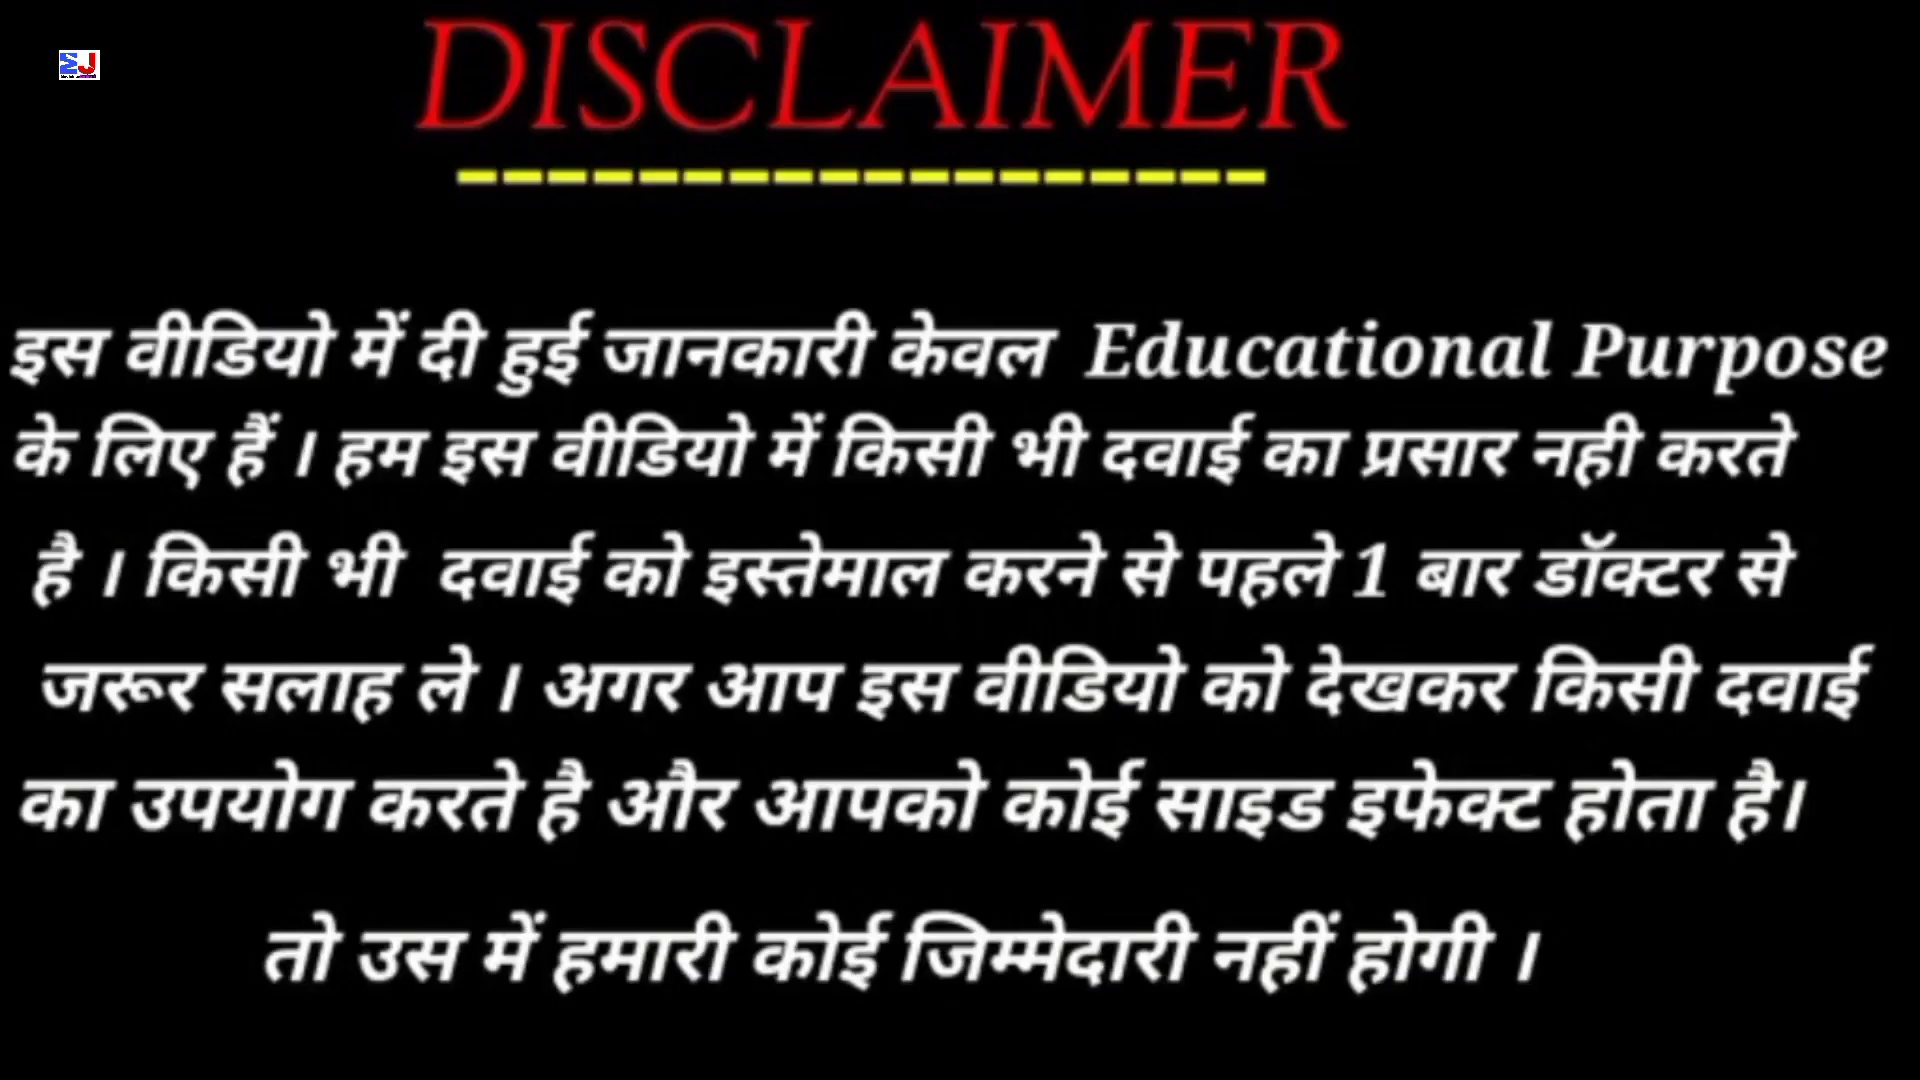 DISCLAIMER
इस वीडियो में दी हुई जानकारी केवल Educational Purpose
के लिए हैं । हम इस वीडियो में किसी भी दवाई का प्रसार नही करते
है । किसी भी दवाई को इस्तेमाल करने से पहले 1 बार डॉक्टर से
जरूर सलाह ले । अगर आप इस वीडियो को देखकर किसी दवाई
का उपयोग करते है और आपको कोई साइड इफेक्ट होता है।
तो उस में हमारी कोई जिम्मेदारी नहीं होगी ।